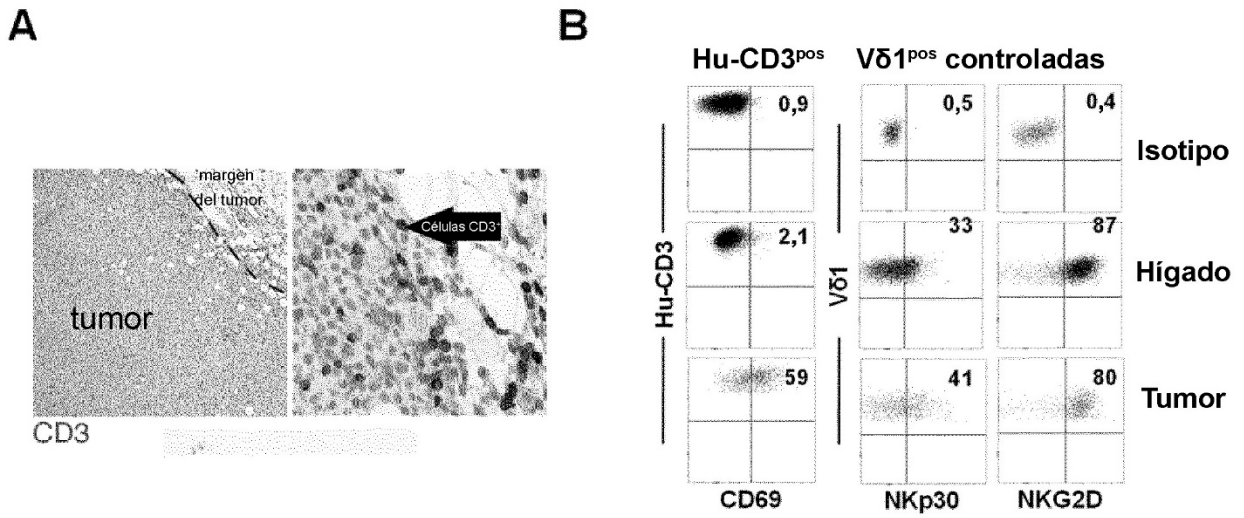 A
margen
del tumor
Células CD3+
tumor
CD3
B
Hu-CD3pos
Vδ1pos controladas
0,9
0,5
0,4
Isotipo
2,1
33
87
Hígado
59
41
80
Tumor
Hu-CD3
Vδ1
CD69
NKp30
NKG2D